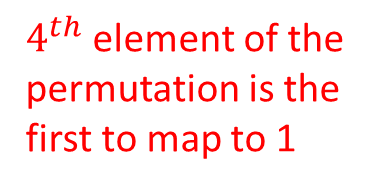 4th element of the
permutation is the
first to map to 1